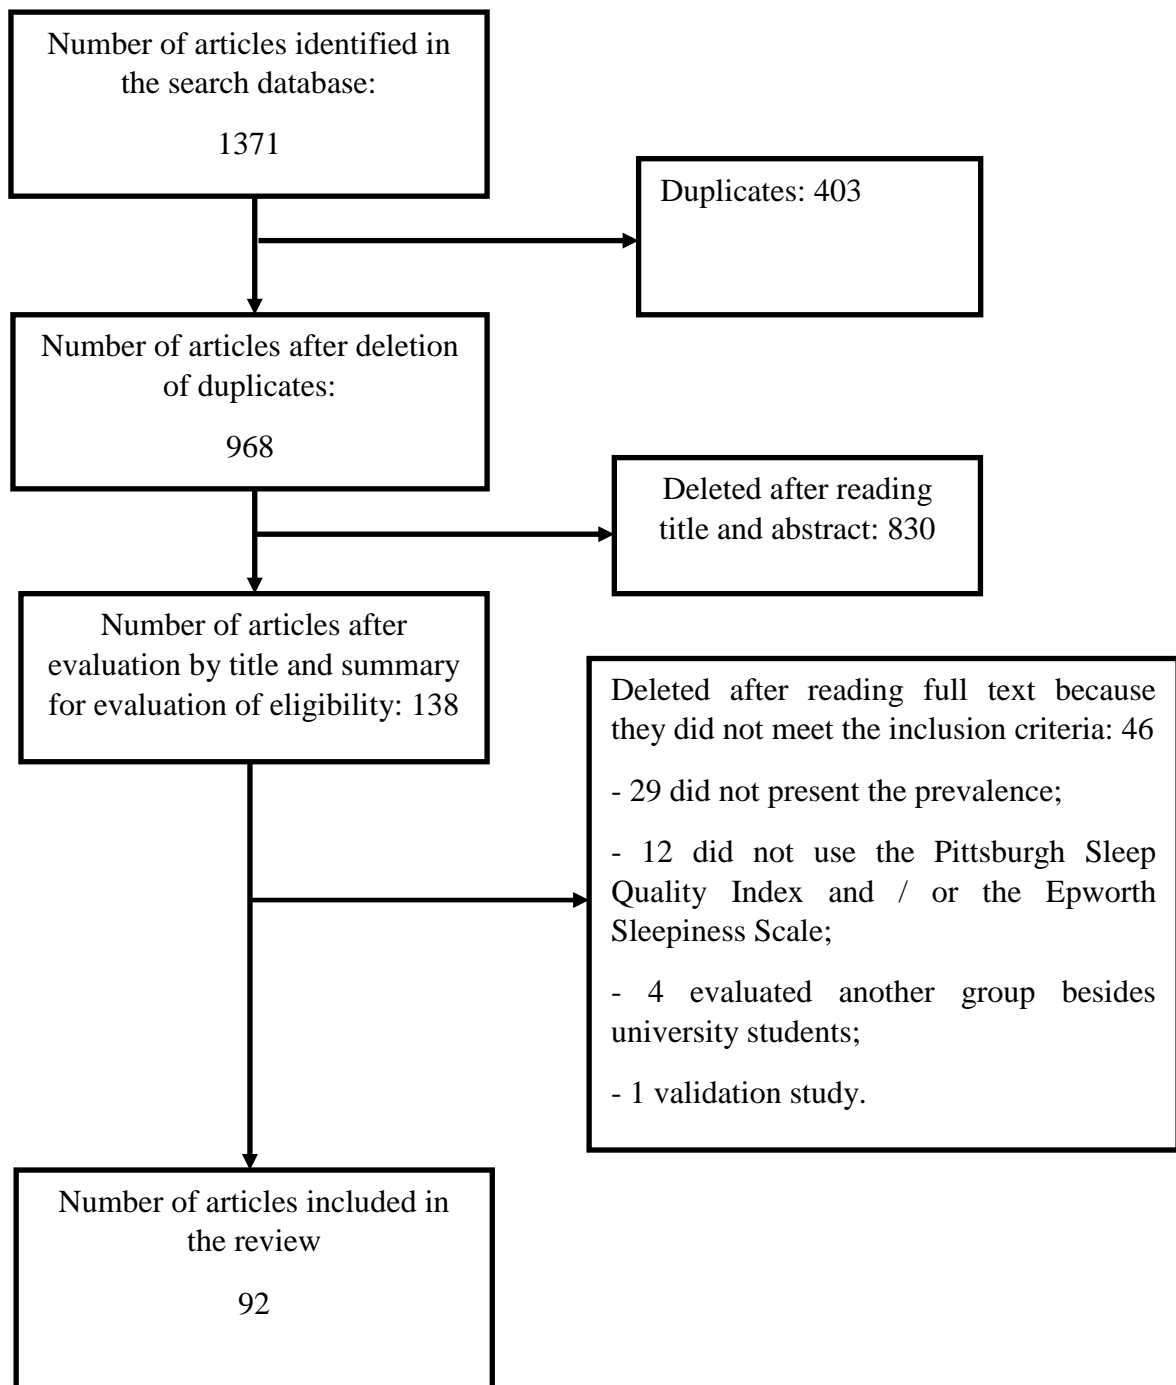 Number of articles identified in
the search database:
1371
Duplicates: 403
Number of articles after deletion
of duplicates:
968
Deleted after reading
title and abstract: 830
Number of articles after
evaluation by title and summary
for evaluation of eligibility: 138
Deleted after reading full text because
they did not meet the inclusion criteria: 46
- 29 did not present the prevalence;
- 12 did not use the Pittsburgh Sleep
Quality Index and / or the Epworth
Sleepiness Scale;
- 4 evaluated another group besides
university students;
- 1 validation study.
Number of articles included in
the review
92